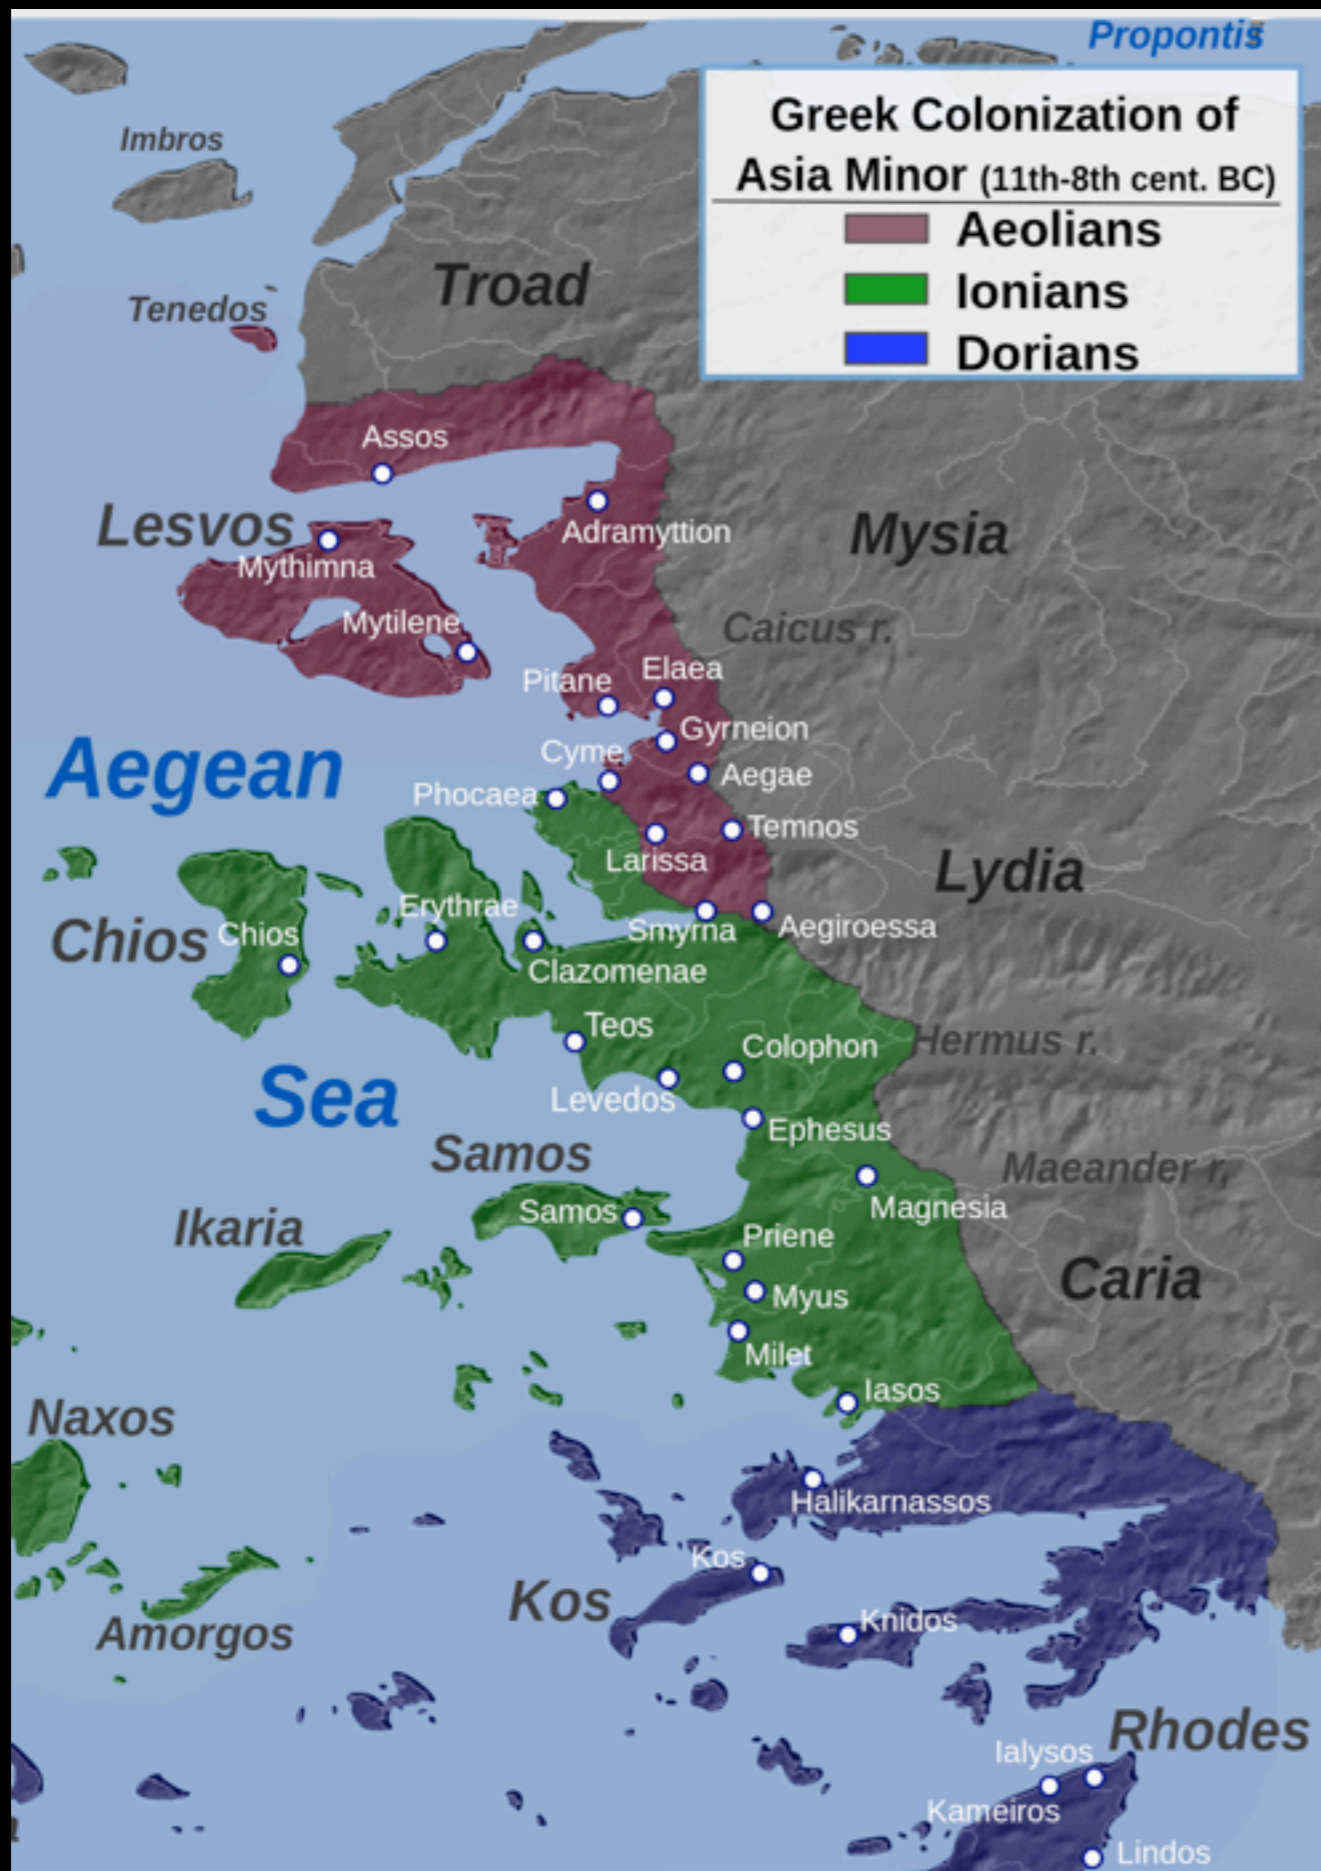 Propontis
Greek Colonization of
Asia Minor (11th-8th cent. BC)
Aeolians
Ionians
Dorians
Imbros
Troad
Tenedos
Assos
Lesvos
Adramyttion
Mysia
Mythimna
Mytilene
Caicus r.
Pitane
Elaea
Gyrneion
Cyme
Aegae
Aegean
Phocaea
Temnos
Larissa
Lydia
Erythrae
Chios
Chios
Smyrna
Aegiroessa
Clazomenae
Teos
Colophon
Hermus r.
Sea
Levedos
Ephesus
Samos
Maeander r,
Samos
Magnesia
Ikaria
Priene
Caria
Myus
Milet
Iasos
Naxos
Halikarnassos
Kos
Kos
Knidos
Amorgos
Rhodes
Ialysos
Kameiros
Lindos